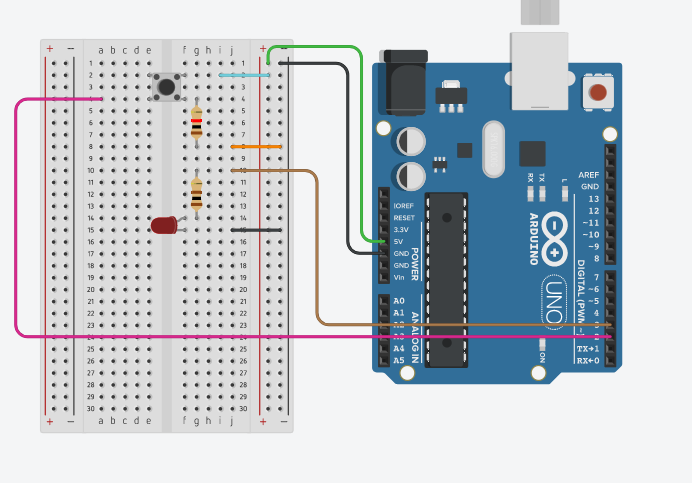 + − a b c d e f g h i j + −
1 1
2 2
3 3
4
5 5
6 6
7 7
8
9 9
10 10
11 11
12 12
13 13
14 14
15
16 16
17 17
18 18
19 19
20 20
21 21
22 22
23 23
24 24
25 25
26 26
27 27
28 28
29 29
30 30
+ − a b c d e f g h i j + −
IOREF
RESET
3.3V
5V
GND
GND
Vin
POWER
A0
A1
A2
A3
A4
A5
ANALOG IN
RX
TX
L
ARDUINO
UNO
ON
AREF
GND
13
12
~11
~10
~9
8
7
~6
~5
4
~3
2
TX→1
RX←0
DIGITAL (PWM ~)